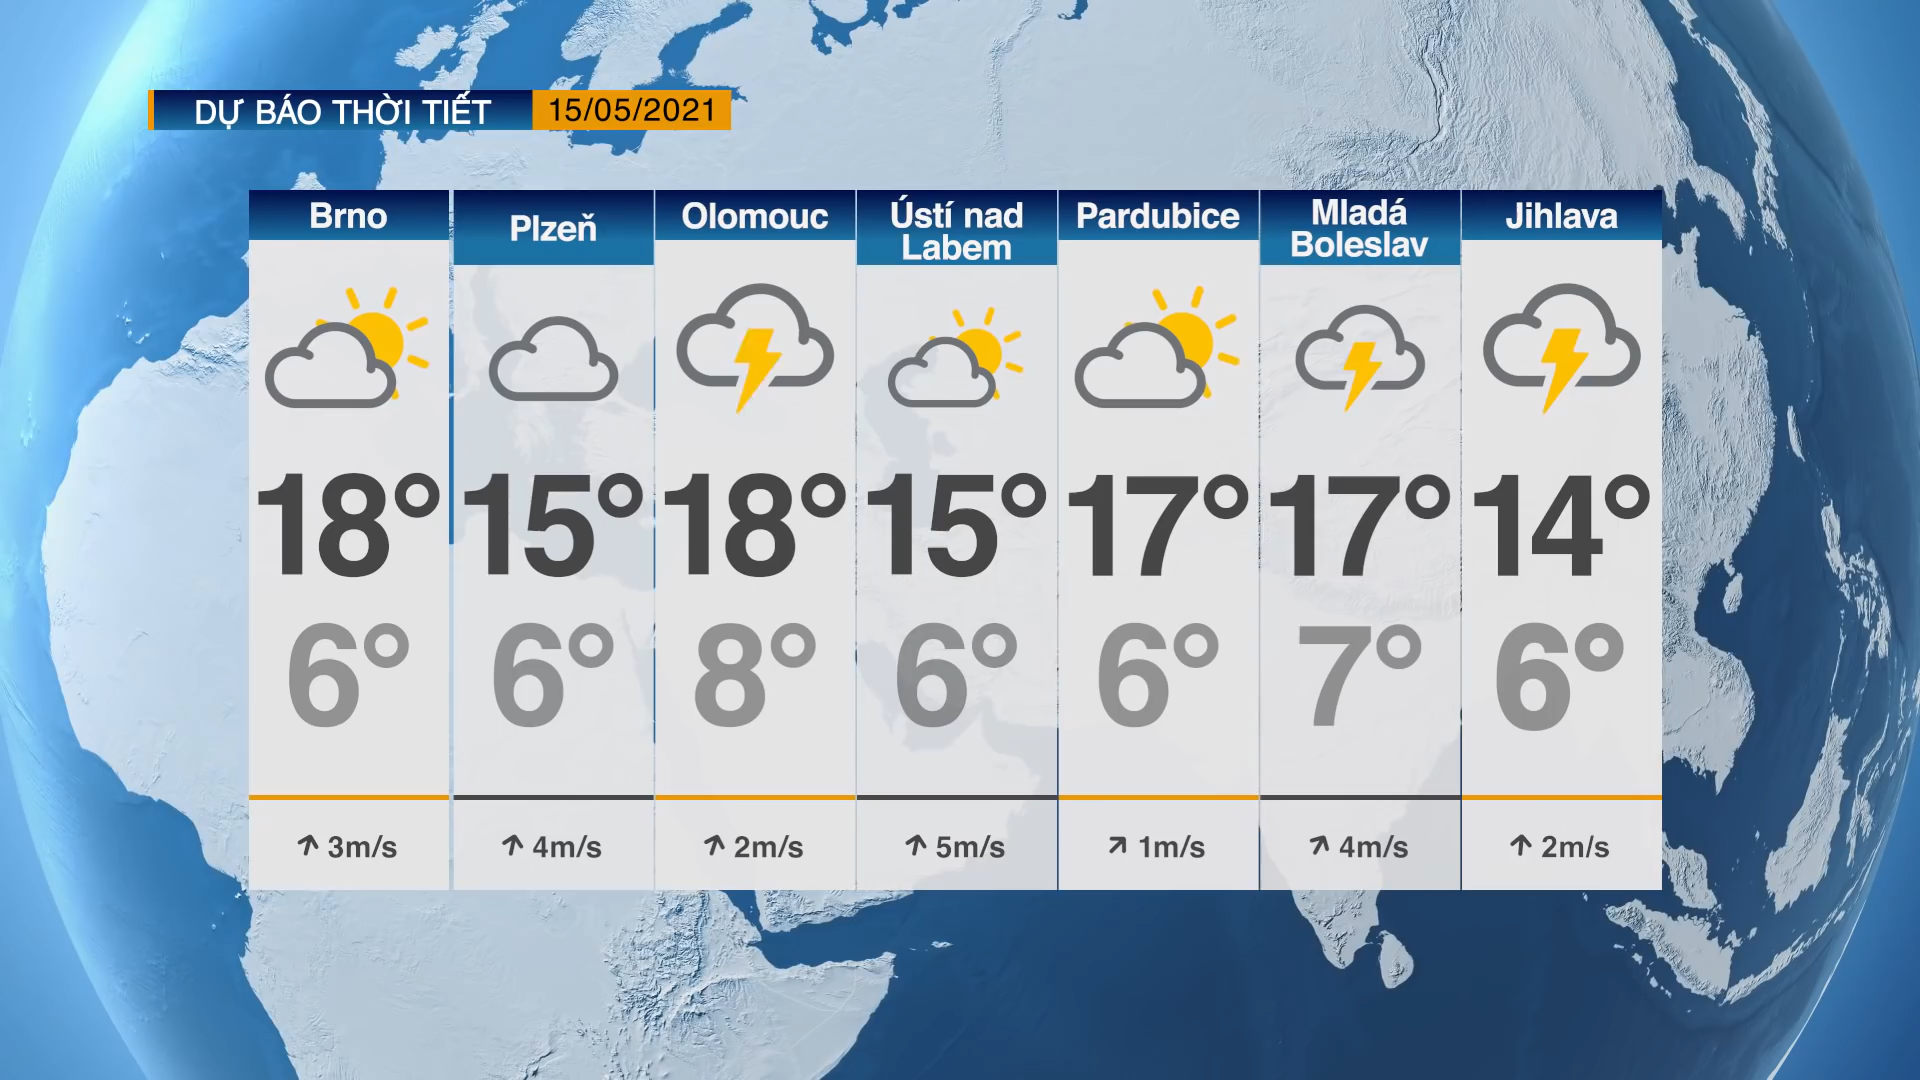 DỰ BÁO THỜI TIẾT 15/05/2021
Brno
Plzeň
Olomouc
Ústí nad
Labem
Pardubice
Mladá
Boleslav
Jihlava
18° 15° 18° 15° 17° 17° 14°
6° 6° 8° 6° 6° 7° 6°
3m/s 4m/s 2m/s 5m/s 1m/s 4m/s 2m/s